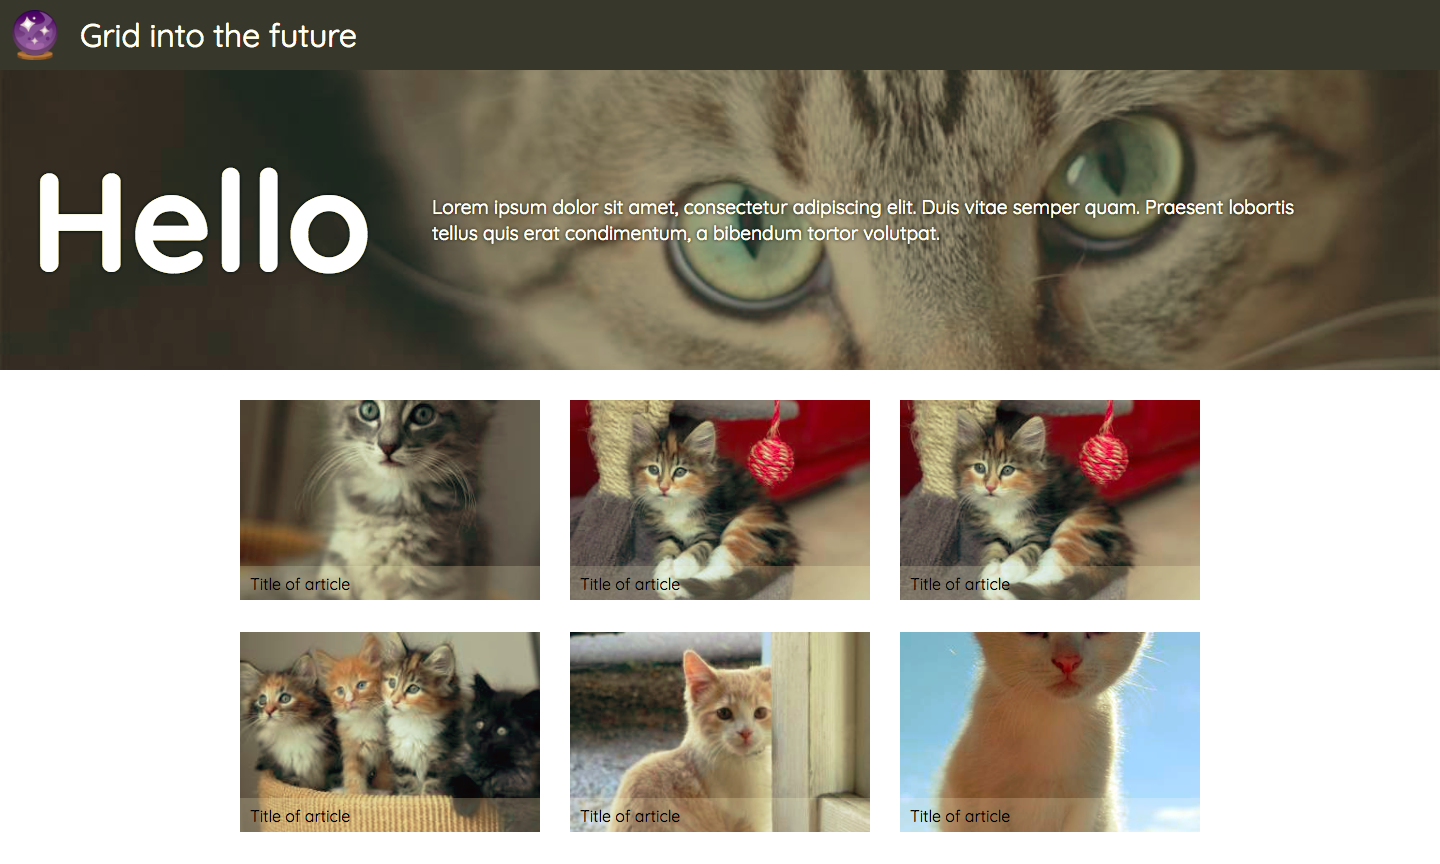 Grid into the future
Hello
Lorem ipsum dolor sit amet, consectetur adipiscing elit. Duis vitae semper quam. Praesent lobortis
tellus quis erat condimentum, a bibendum tortor volutpat.
Title of article
Title of article
Title of article
Title of article
Title of article
Title of article